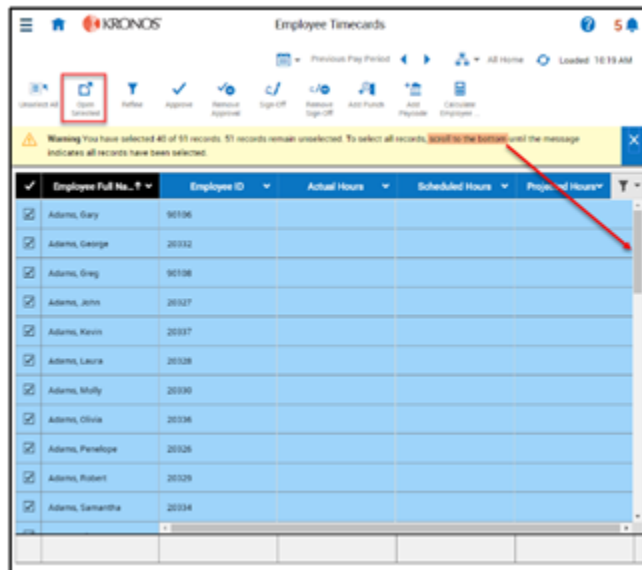 KRONOS Employee Timecards 5
Previous Pay Period All Home Loaded 10:19 AM
Unselect All Open Selected Refine Approve Remove Approval Sign-Off Remove Sign-Off Add Punch Add Paycode Calculate Employee ...
Warning You have selected 40 of 91 records. 51 records remain unselected. To select all records, scroll to the bottom until the message
indicates all records have been selected.
Employee Full Na... Employee ID Actual Hours Scheduled Hours Projected Hours
Adams, Gary 90106
Adams, George 20332
Adams, Greg 90108
Adams, John 20327
Adams, Kevin 20337
Adams, Laura 20328
Adams, Molly 20330
Adams, Olivia 20336
Adams, Penelope 20326
Adams, Robert 20329
Adams, Samantha 20334